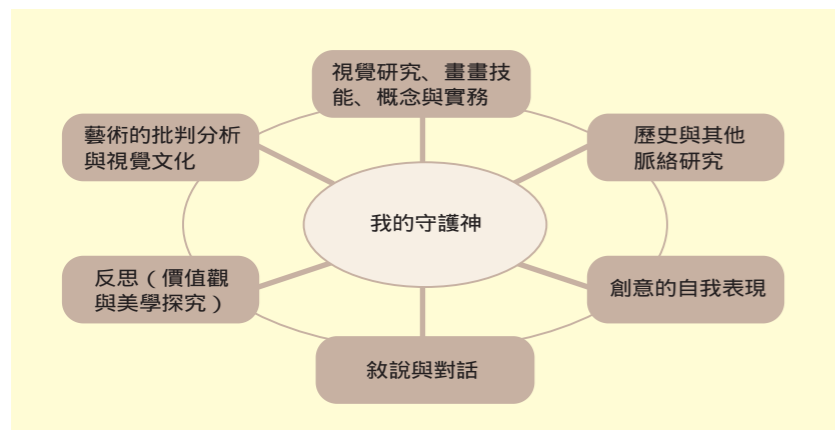 視覺研究、畫畫技
能、概念與實務
藝術的批判分析
與視覺文化
歷史與其他
脈絡研究
我的守護神
反思（價值觀
與美學探究）
創意的自我表現
敘說與對話